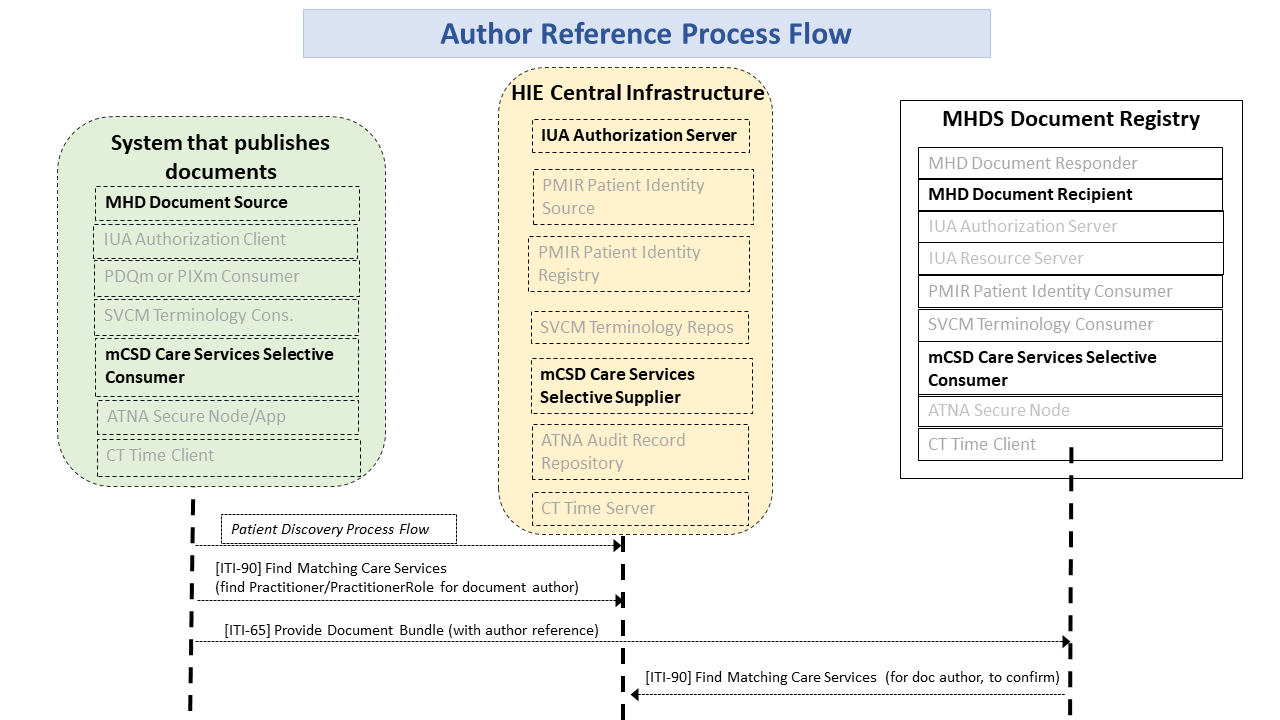 Author Reference Process Flow
System that publishes
documents
MHD Document Source
IUA Authorization Client
PDQm or PIXm Consumer
SVCM Terminology Cons.
mCSD Care Services Selective
Consumer
ATNA Secure Node/App
CT Time Client
HIE Central Infrastructure
IUA Authorization Server
PMIR Patient Identity
Source
PMIR Patient Identity
Registry
SVCM Terminology Repos
mCSD Care Services
Selective Supplier
ATNA Audit Record
Repository
CT Time Server
MHDS Document Registry
MHD Document Responder
MHD Document Recipient
IUA Authorization Server
IUA Resource Server
PMIR Patient Identity Consumer
SVCM Terminology Consumer
mCSD Care Services Selective
Consumer
ATNA Secure Node
CT Time Client
Patient Discovery Process Flow
[ITI-90] Find Matching Care Services
(find Practitioner/PractitionerRole for document author)
[ITI-65] Provide Document Bundle (with author reference)
[ITI-90] Find Matching Care Services (for doc author, to confirm)